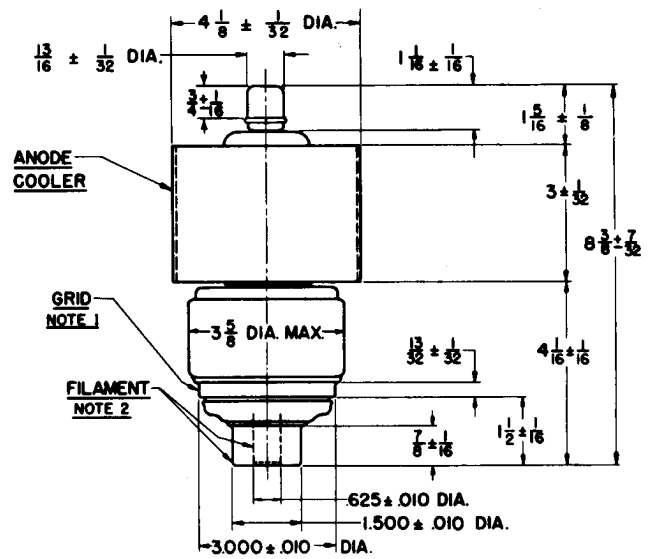 4 1/8 ± 1/32 DIA.
13/16 ± 1/32 DIA.
1 1/16 ± 1/16
3/4 ± 1/16
1 5/16 ± 1/8
ANODE
COOLER
3 ± 1/32
8 3/8 ± 7/32
GRID
NOTE 1
3 5/8 DIA. MAX.
13/32 ± 1/32
4 1/16 ± 1/16
FILAMENT
NOTE 2
7/8 ± 1/16
1 1/2 ± 1/16
.625 ± .010 DIA.
1.500 ± .010 DIA.
3.000 ± .010 DIA.